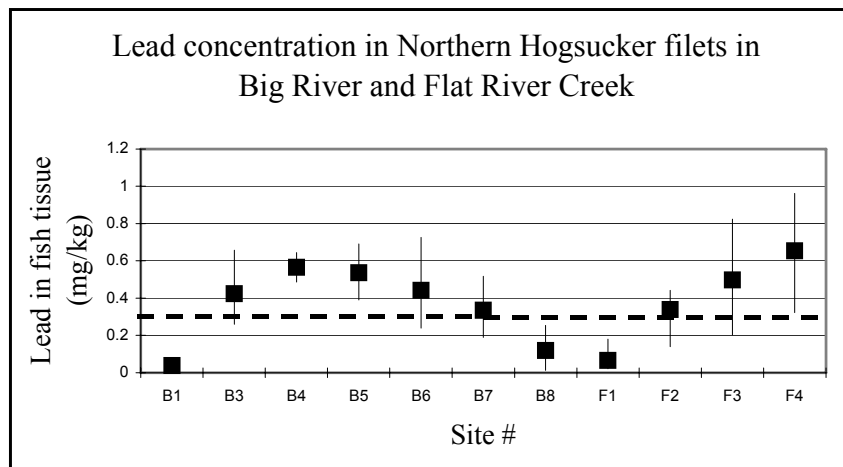 Lead concentration in Northern Hogsucker filets in
Big River and Flat River Creek
Lead in fish tissue
(mg/kg)
1.2
1
0.8
0.6
0.4
0.2
0
B1 B3 B4 B5 B6 B7 B8 F1 F2 F3 F4
Site #